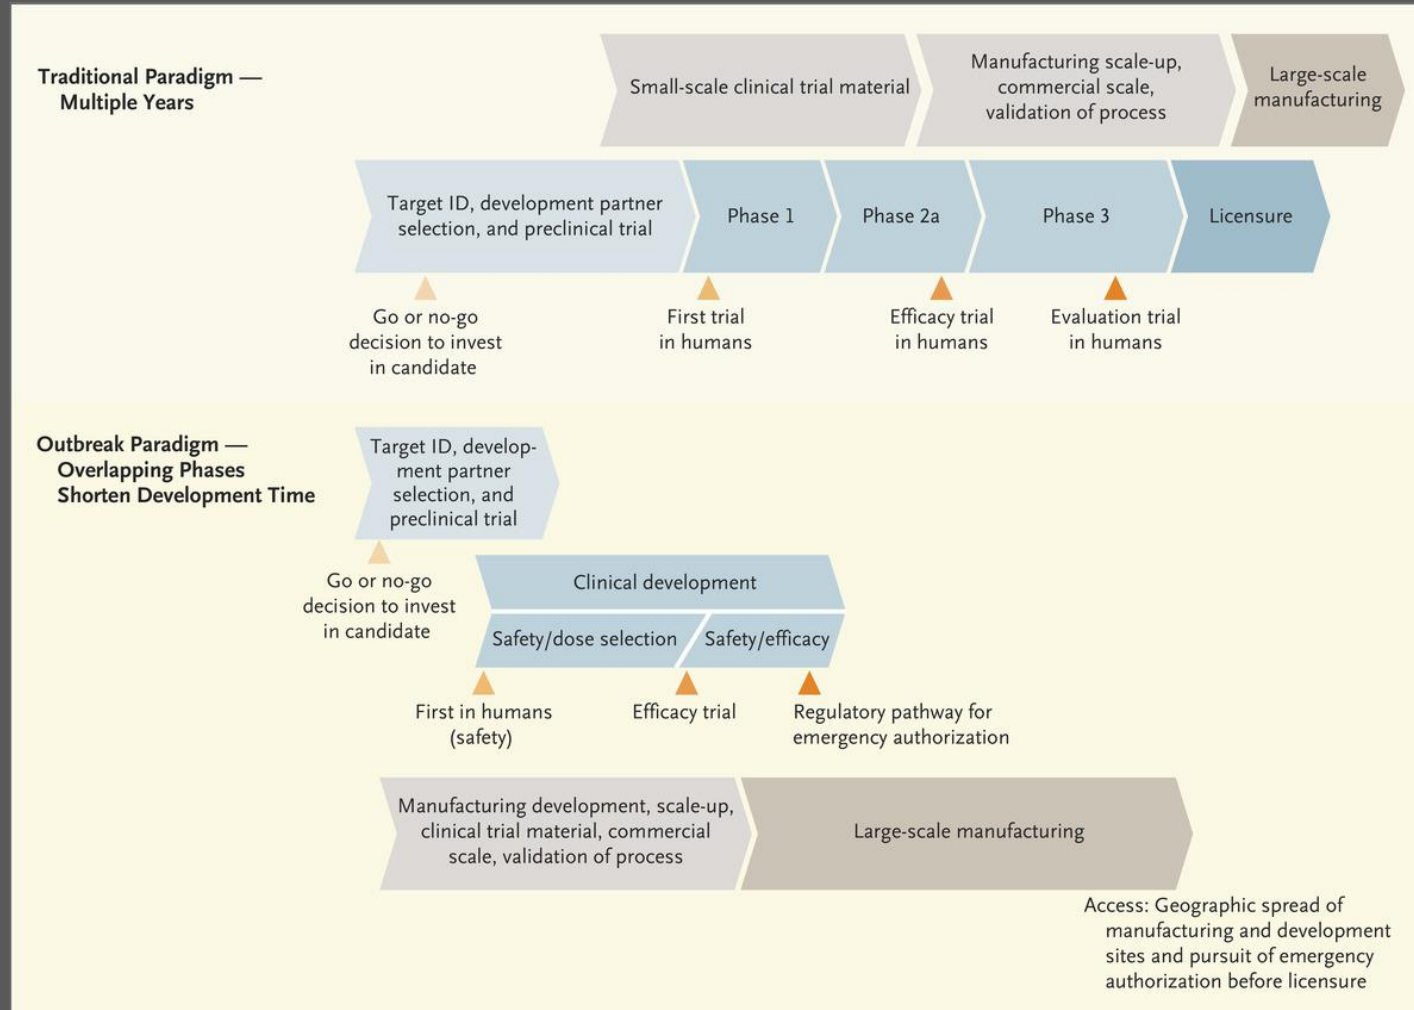 Traditional Paradigm —
Multiple Years
Small-scale clinical trial material
Manufacturing scale-up,
commercial scale,
validation of process
Large-scale
manufacturing
Target ID, development partner
selection, and preclinical trial
Phase 1
Phase 2a
Phase 3
Licensure
Go or no-go
decision to invest
in candidate
First trial
in humans
Efficacy trial
in humans
Evaluation trial
in humans
Outbreak Paradigm —
Overlapping Phases
Shorten Development Time
Target ID, develop-
ment partner
selection, and
preclinical trial
Go or no-go
decision to invest
in candidate
Clinical development
Safety/dose selection
Safety/efficacy
First in humans
(safety)
Efficacy trial
Regulatory pathway for
emergency authorization
Manufacturing development, scale-up,
clinical trial material, commercial
scale, validation of process
Large-scale manufacturing
Access: Geographic spread of
manufacturing and development
sites and pursuit of emergency
authorization before licensure